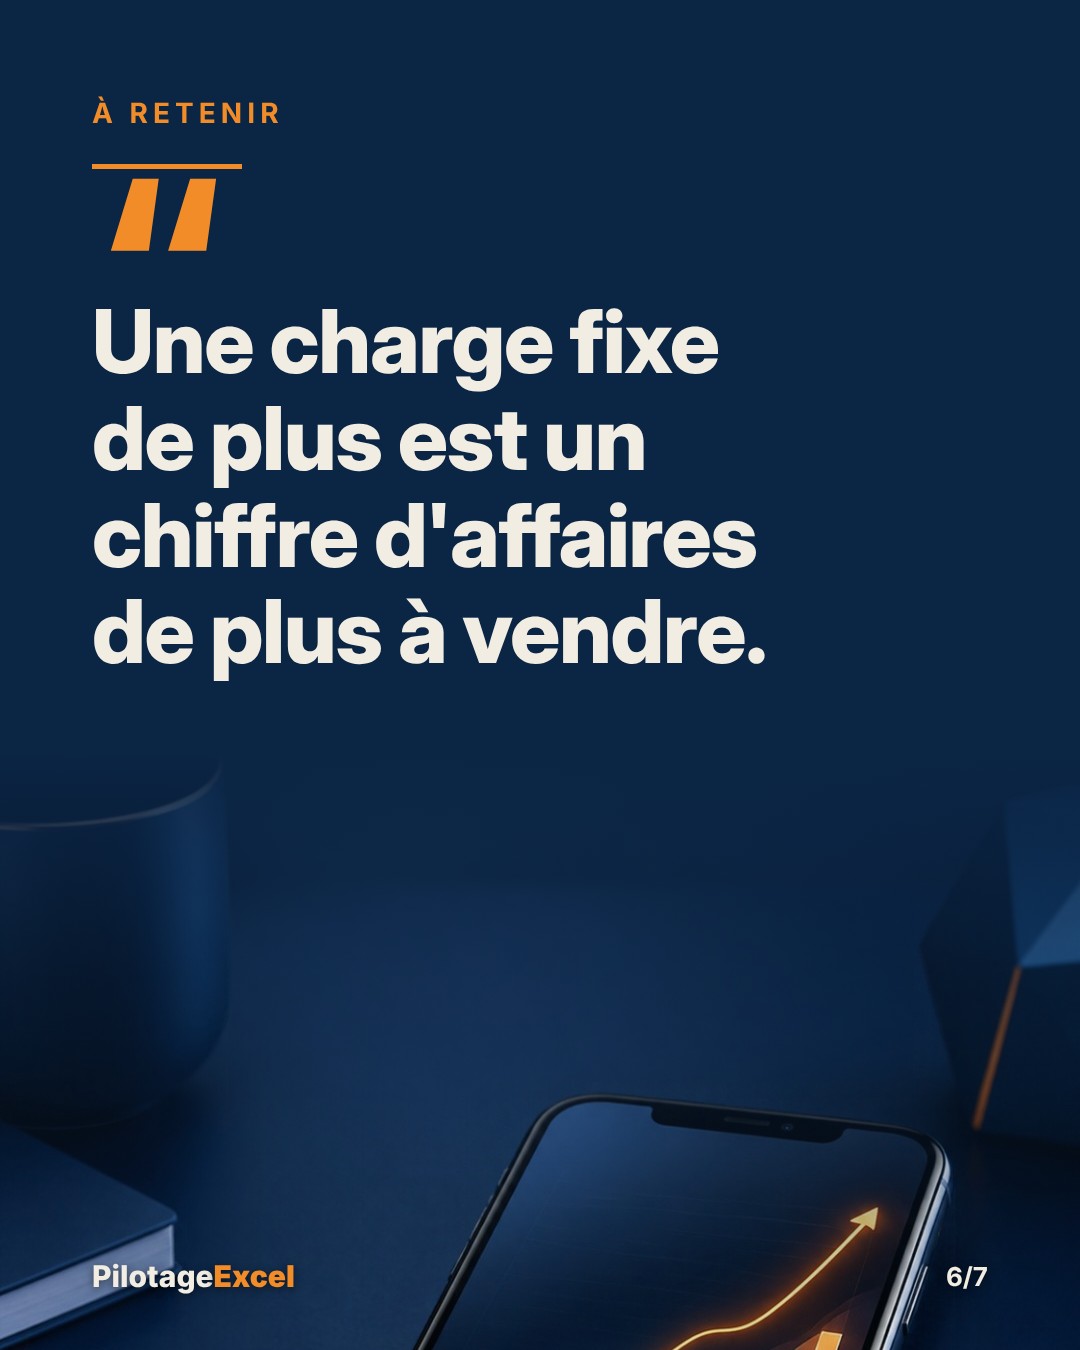 À RETENIR
"
Une charge fixe
de plus est un
chiffre d'affaires
de plus à vendre.
PilotageExcel
6/7